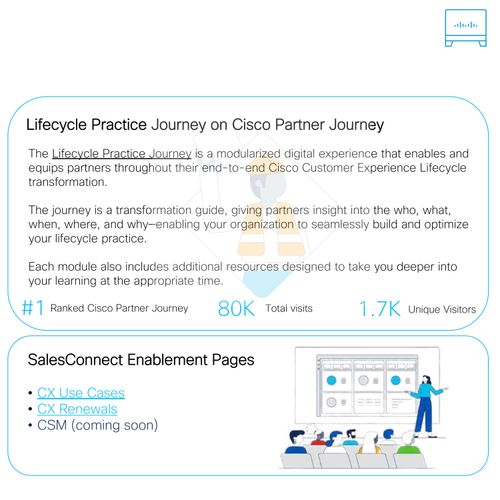 Lifecycle Practice Journey on Cisco Partner Journey
The Lifecycle Practice Journey is a modularized digital experience that enables and
equips partners throughout their end-to-end Cisco Customer Experience Lifecycle
transformation.
The journey is a transformation guide, giving partners insight into the who, what,
when, where, and why—enabling your organization to seamlessly build and optimize
your lifecycle practice.
Each module also includes additional resources designed to take you deeper into
your learning at the appropriate time.
#1 Ranked Cisco Partner Journey 80K Total visits 1.7K Unique Visitors
SalesConnect Enablement Pages
• CX Use Cases
• CX Renewals
• CSM (coming soon)